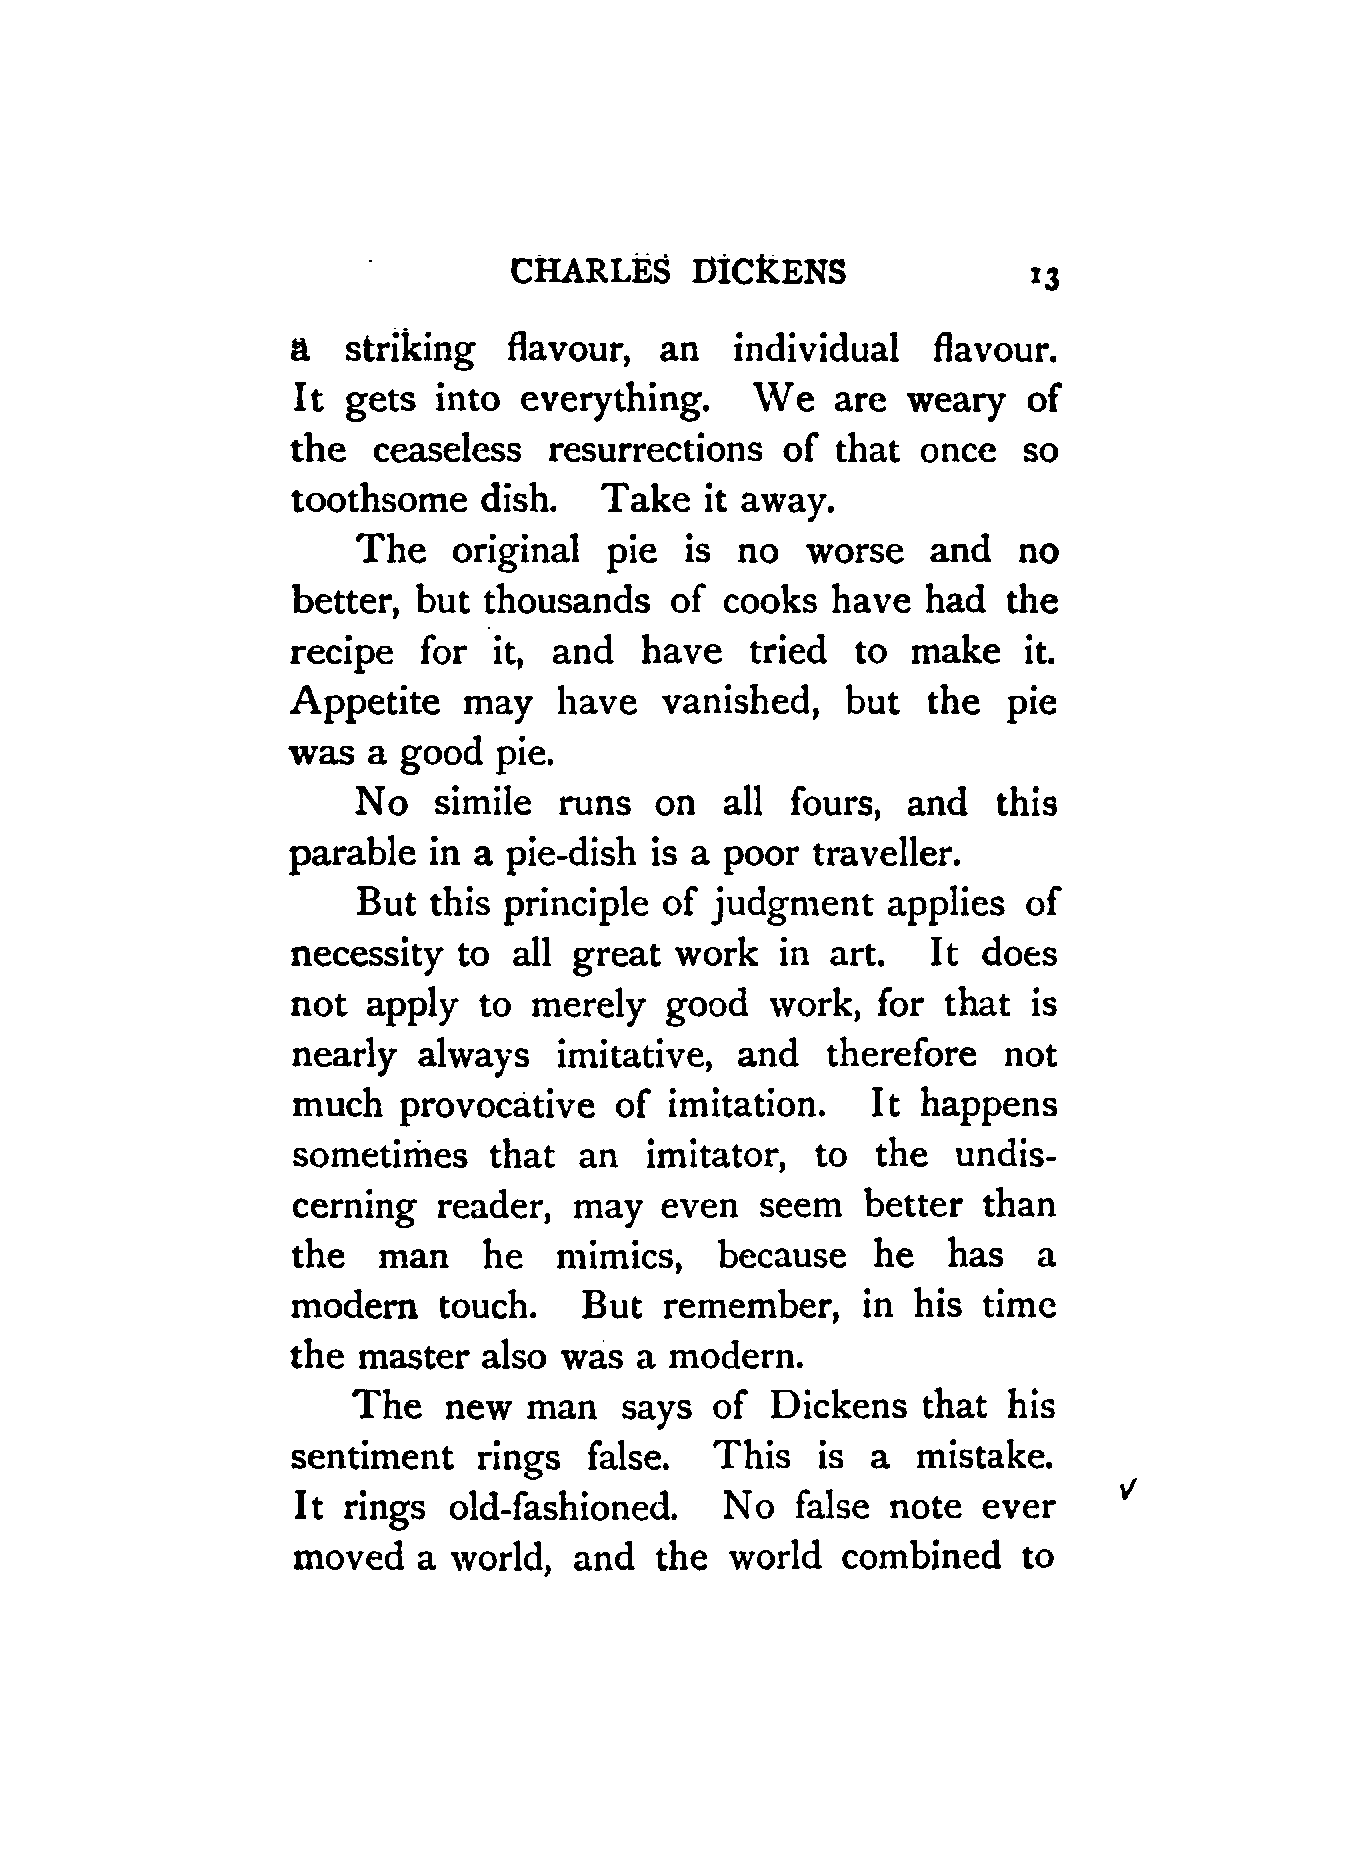 CHARLES DICKENS 13
a striking flavour, an individual flavour.
It gets into everything. We are weary of
the ceaseless resurrections of that once so
toothsome dish. Take it away.
The original pie is no worse and no
better, but thousands of cooks have had the
recipe for it, and have tried to make it.
Appetite may have vanished, but the pie
was a good pie.
No simile runs on all fours, and this
parable in a pie-dish is a poor traveller.
But this principle of judgment applies of
necessity to all great work in art. It does
not apply to merely good work, for that is
nearly always imitative, and therefore not
much provocative of imitation. It happens
sometimes that an imitator, to the undis-
cerning reader, may even seem better than
the man he mimics, because he has a
modern touch. But remember, in his time
the master also was a modern.
The new man says of Dickens that his
sentiment rings false. This is a mistake.
It rings old-fashioned. No false note ever
moved a world, and the world combined to